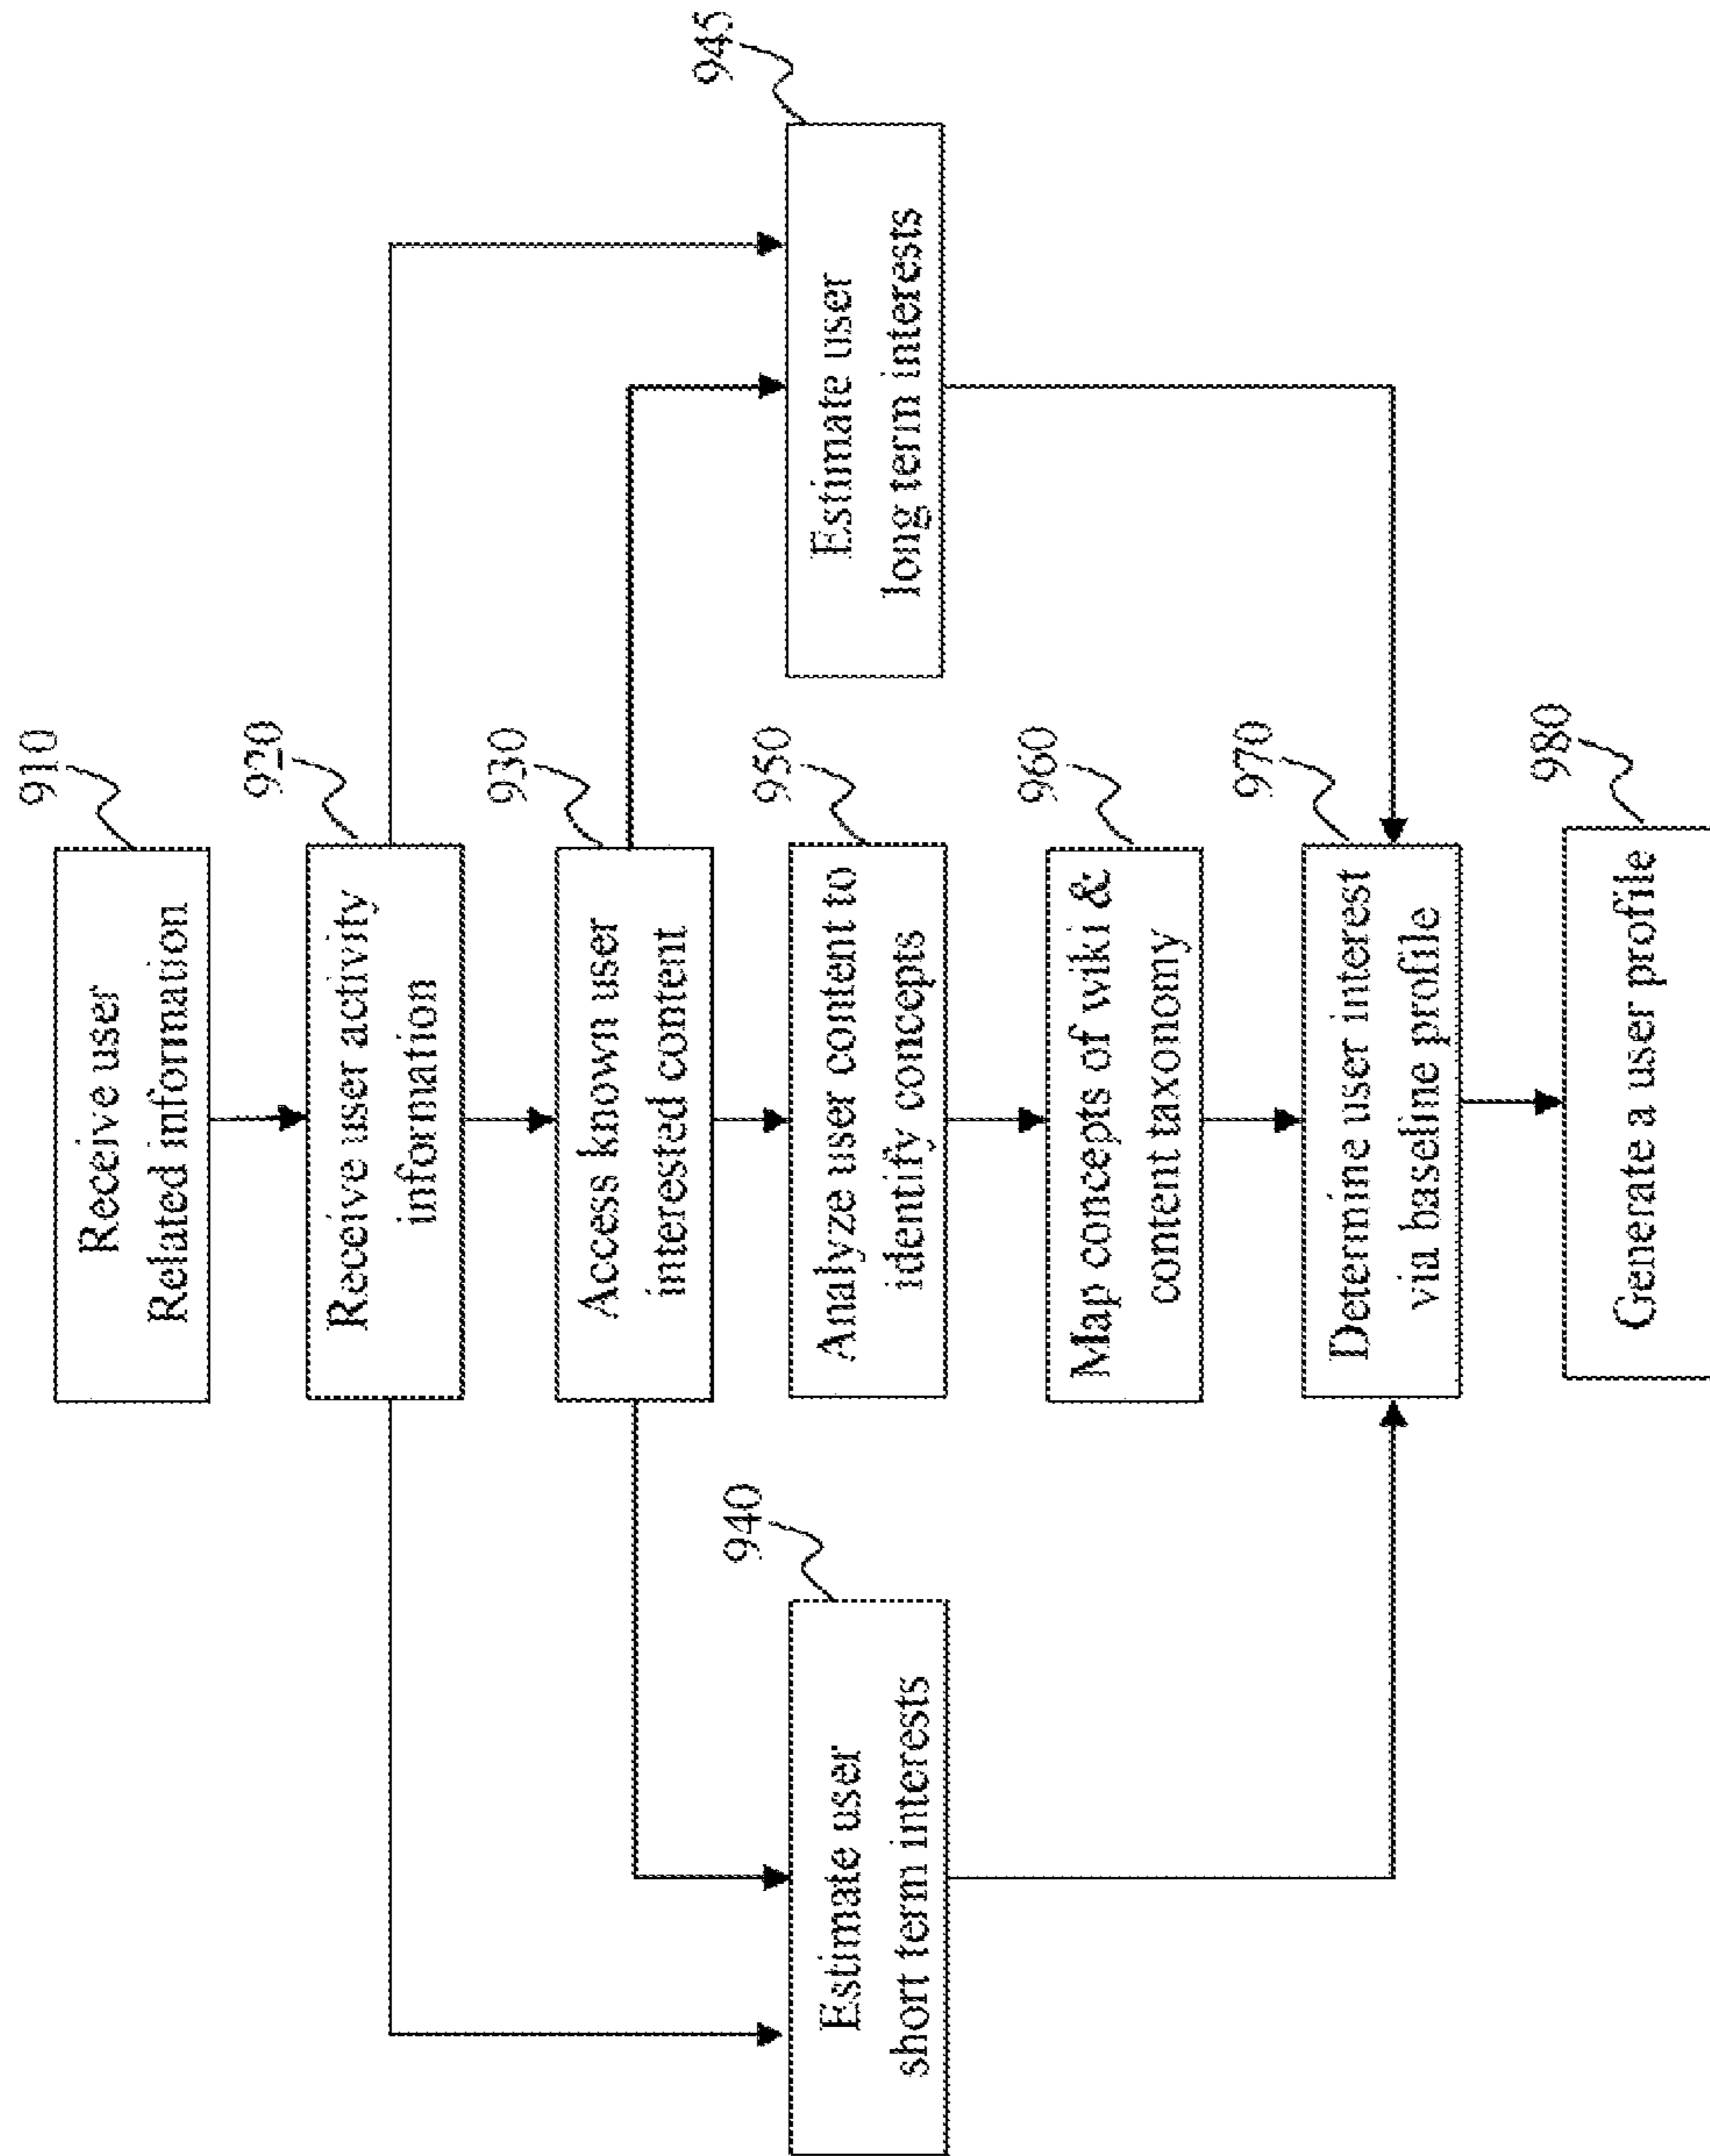 910
Receive user
Related information
920
Receive user activity
information
930
Access known user
interested content
940
Estimate user
short term interests
950
Analyze user content to
identify concepts
945
Estimate user
long term interests
960
Map concepts of wiki &
content taxonomy
970
Determine user interest
via baseline profile
980
Generate a user profile